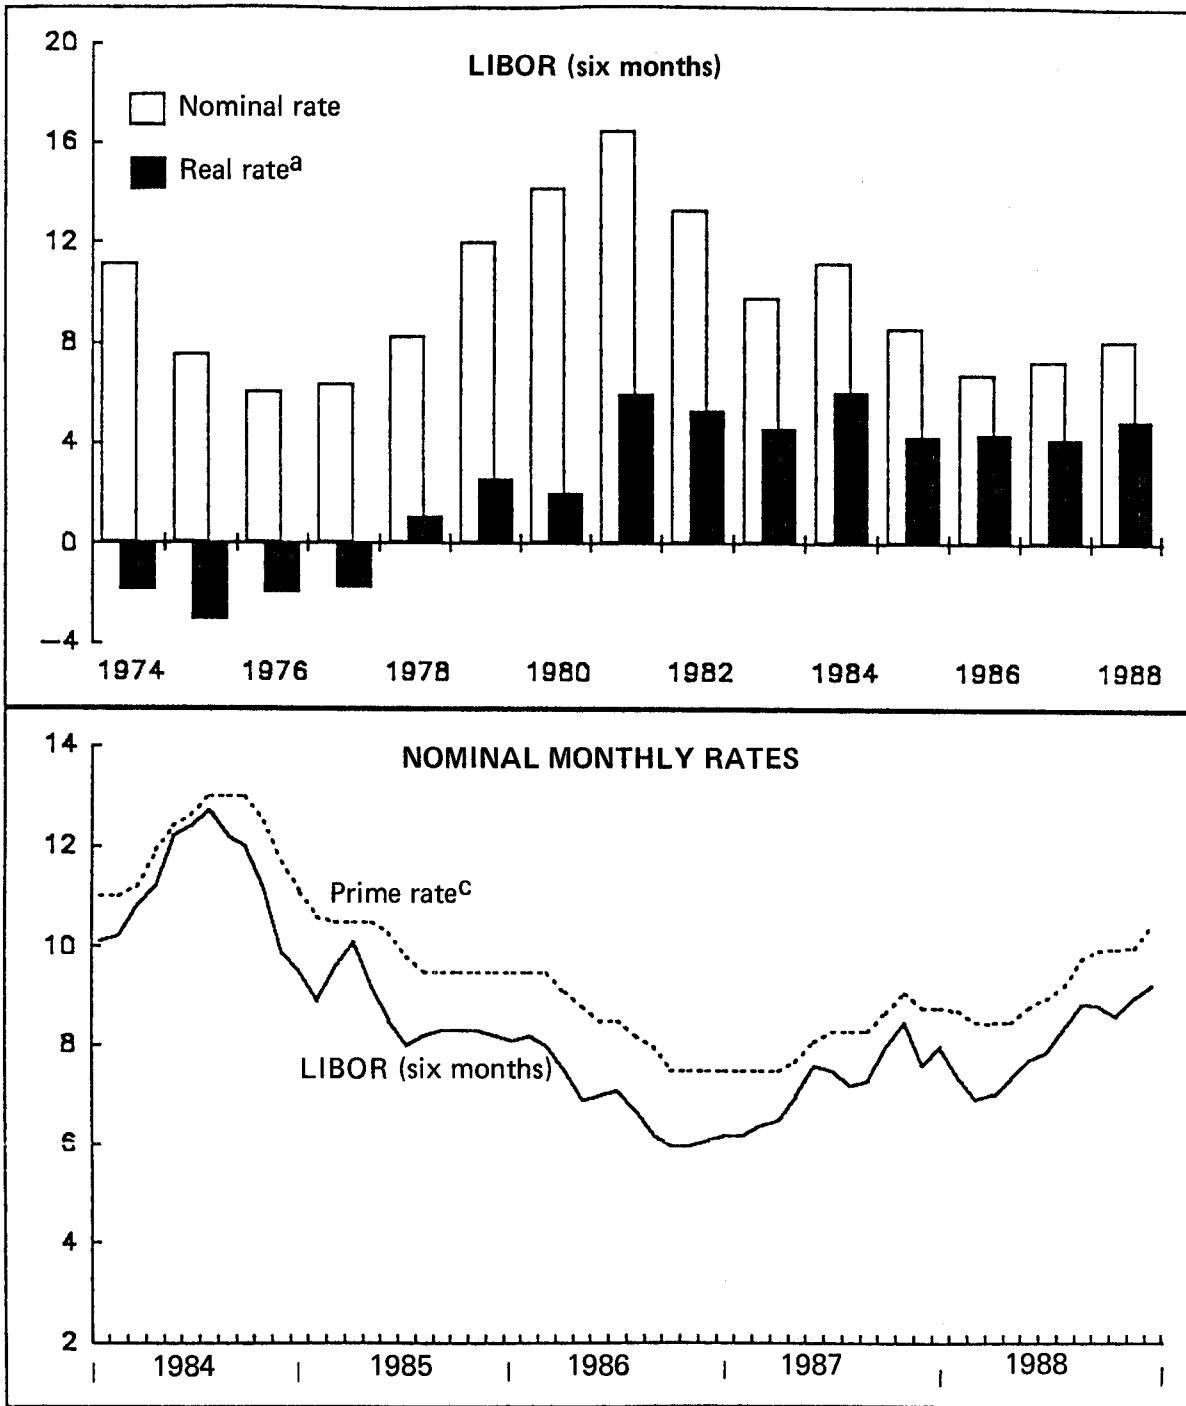 LIBOR (six months)
Nominal rate
Real rateᵃ
20
16
12
8
4
0
−4
1974 1976 1978 1980 1982 1984 1986 1988
NOMINAL MONTHLY RATES
Prime rateᶜ
LIBOR (six months)
14
12
10
8
6
4
2
1984 1985 1986 1987 1988